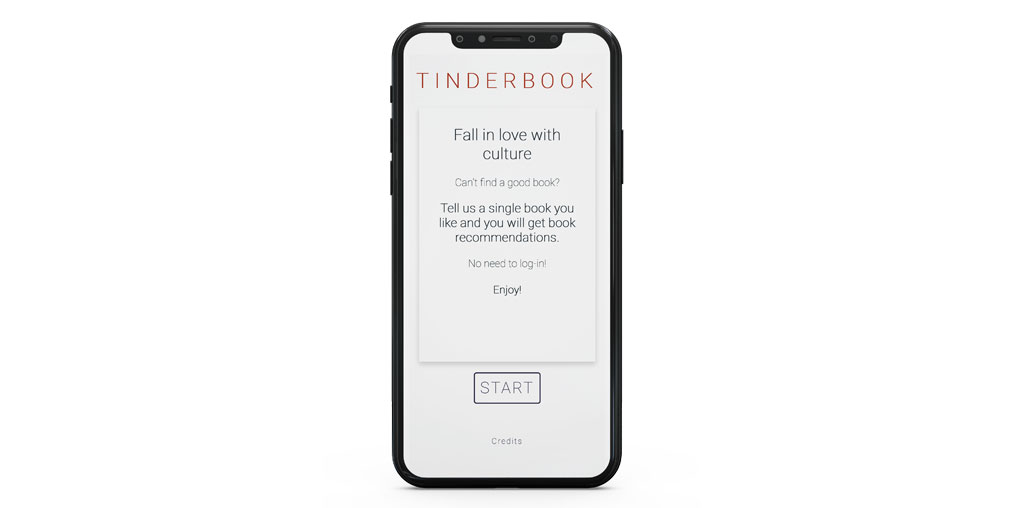 TINDERBOOK
Fall in love with
culture
Can't find a good book?
Tell us a single book you
like and you will get book
recommendations.
No need to log-in!
Enjoy!
START
Credits